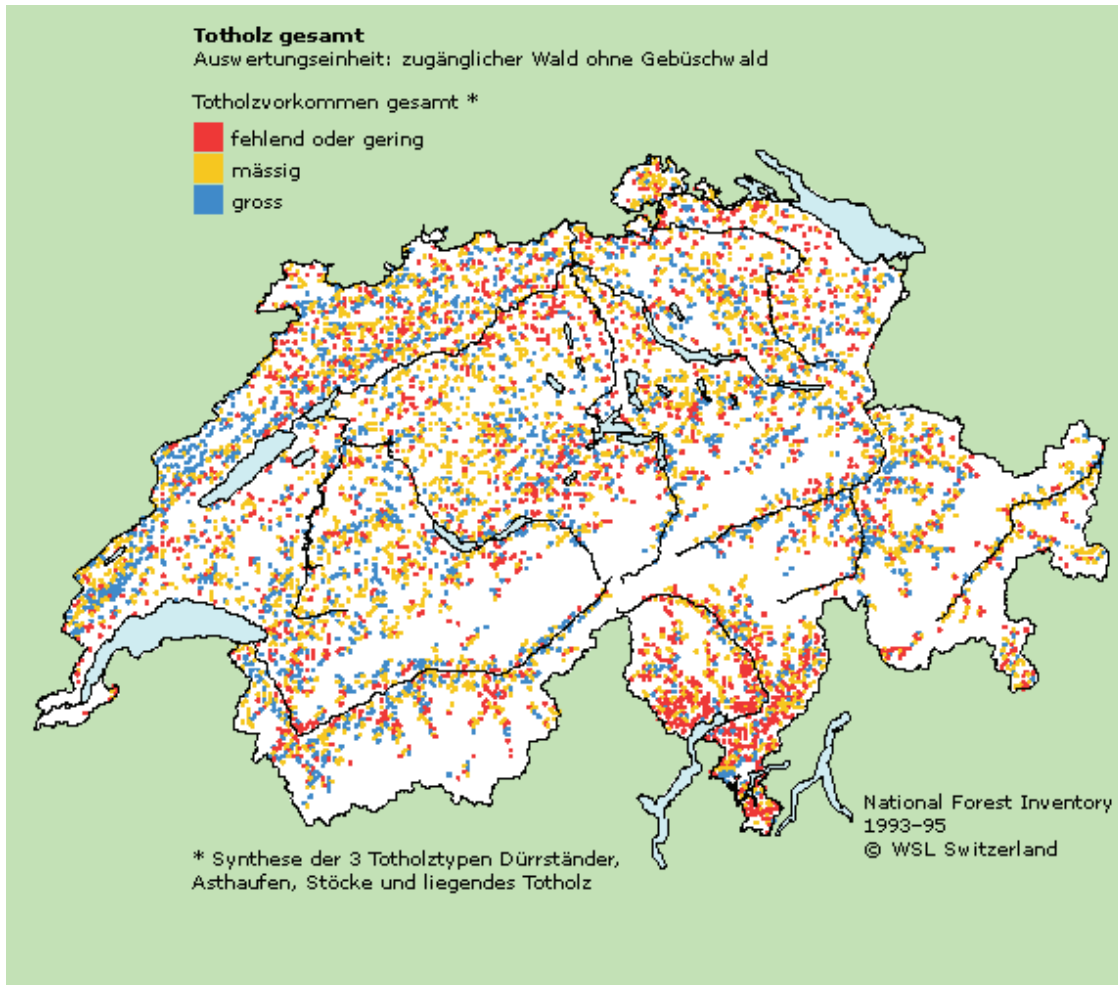 Totholz gesamt
Auswertungseinheit: zugänglicher Wald ohne Gebüschwald
Totholzvorkommen gesamt *
fehlend oder gering
mässig
gross
National Forest Inventory
1993–95
© WSL Switzerland
* Synthese der 3 Totholztypen Dürrständer,
Asthaufen, Stöcke und liegendes Totholz